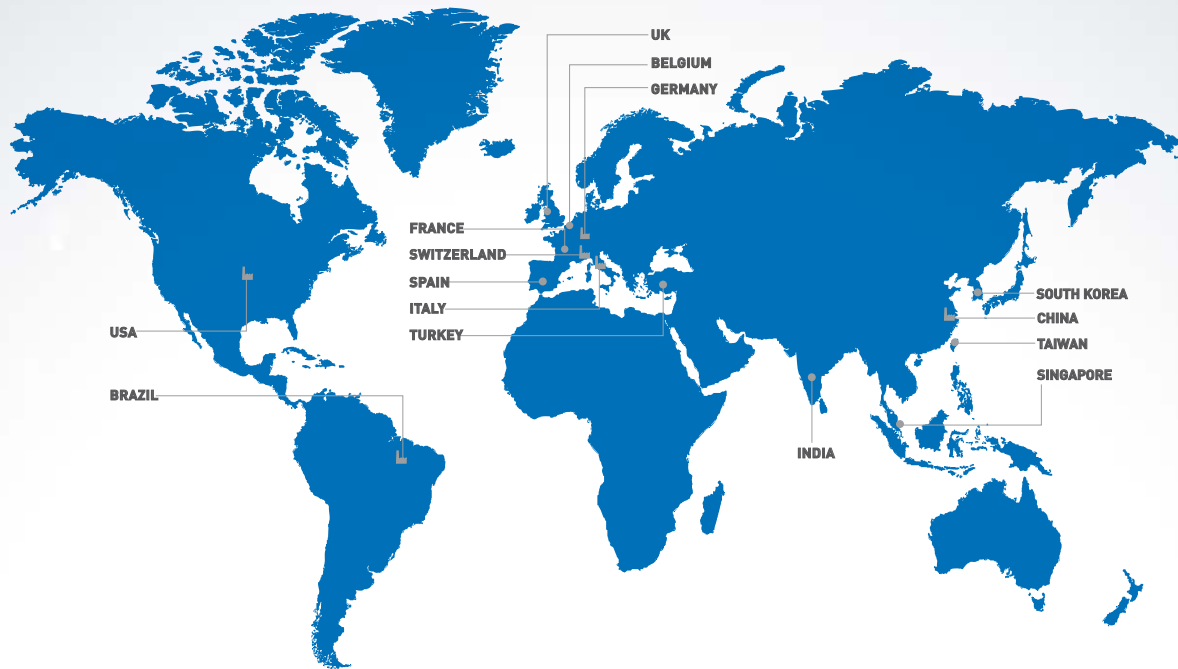 UK
BELGIUM
GERMANY
FRANCE
SWITZERLAND
SPAIN
ITALY
TURKEY
USA
BRAZIL
SOUTH KOREA
CHINA
TAIWAN
SINGAPORE
INDIA